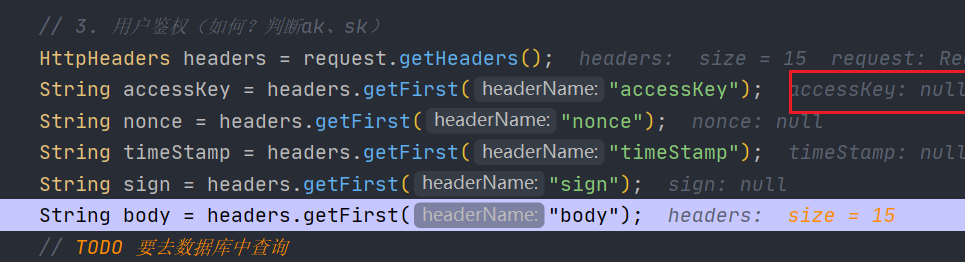 // 3. 用户鉴权（如何？判断ak、sk）
HttpHeaders headers = request.getHeaders(); headers: size = 15 request: Re
String accessKey = headers.getFirst( headerName: "accessKey"); accessKey: null
String nonce = headers.getFirst( headerName: "nonce"); nonce: null
String timeStamp = headers.getFirst( headerName: "timeStamp"); timeStamp: null
String sign = headers.getFirst( headerName: "sign"); sign: null
String body = headers.getFirst( headerName: "body"); headers: size = 15
// TODO 要去数据库中查询